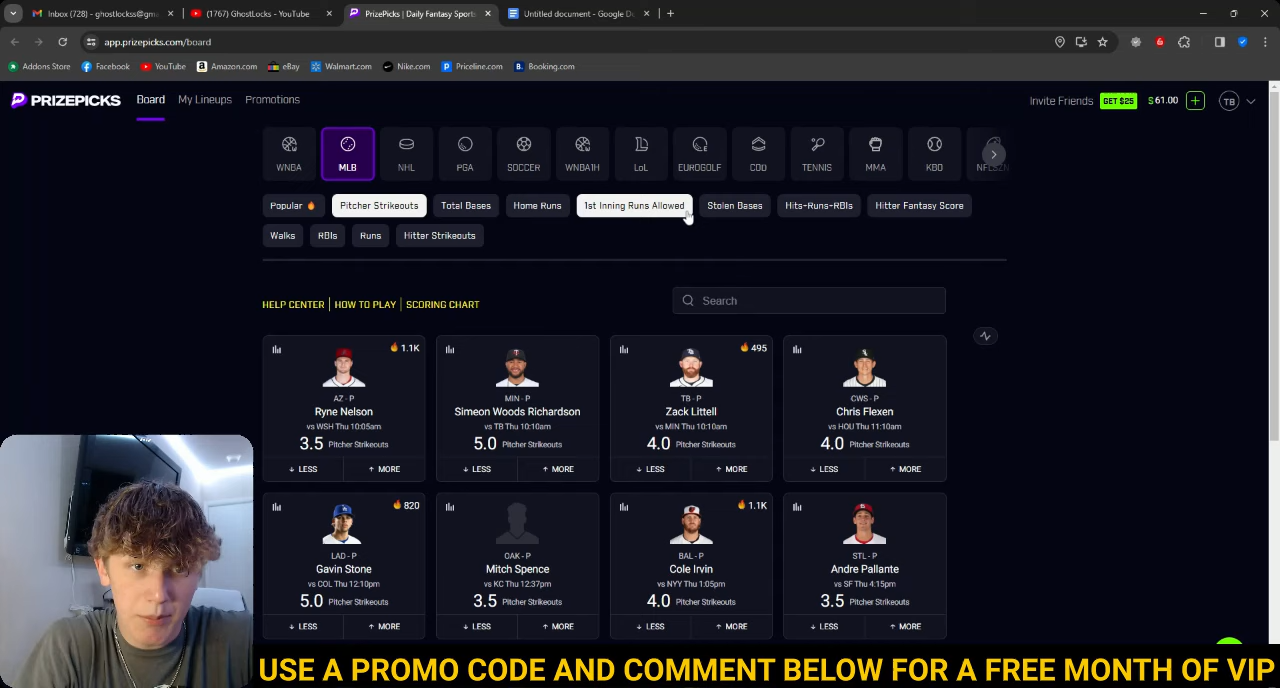 Inbox (728) - ghostlockss@gm
(1767) GhostLocks - YouTube
PrizePicks | Daily Fantasy Sports
Untitled document - Google Do
app.prizepicks.com/board
Addons Store
Facebook
YouTube
Amazon.com
eBay
Walmart.com
Nike.com
Priceline.com
Booking.com
PRIZEPICKS
Board
My Lineups
Promotions
Invite Friends
GET $25
$ 61.00
TB
WNBA
MLB
NHL
PGA
SOCCER
WNBA1H
LoL
EUROGOLF
COD
TENNIS
MMA
KBO
NFLSZN
Popular
Pitcher Strikeouts
Total Bases
Home Runs
1st Inning Runs Allowed
Stolen Bases
Hits-Runs-RBIs
Hitter Fantasy Score
Walks
RBIs
Runs
Hitter Strikeouts
HELP CENTER | HOW TO PLAY | SCORING CHART
Search
1.1K
AZ - P
Ryne Nelson
vs WSH Thu 10:05am
3.5 Pitcher Strikeouts
↓ LESS ↑ MORE
MIN - P
Simeon Woods Richardson
vs TB Thu 10:10am
5.0 Pitcher Strikeouts
↓ LESS ↑ MORE
495
TB - P
Zack Littell
vs MIN Thu 10:10am
4.0 Pitcher Strikeouts
↓ LESS ↑ MORE
CWS - P
Chris Flexen
vs HOU Thu 11:10am
4.0 Pitcher Strikeouts
↓ LESS ↑ MORE
820
LAD - P
Gavin Stone
vs COL Thu 12:10pm
5.0 Pitcher Strikeouts
↓ LESS ↑ MORE
OAK - P
Mitch Spence
vs KC Thu 12:37pm
3.5 Pitcher Strikeouts
↓ LESS ↑ MORE
1.1K
BAL - P
Cole Irvin
vs NYY Thu 1:05pm
4.0 Pitcher Strikeouts
↓ LESS ↑ MORE
STL - P
Andre Pallante
vs SF Thu 4:15pm
3.5 Pitcher Strikeouts
↓ LESS ↑ MORE
USE A PROMO CODE AND COMMENT BELOW FOR A FREE MONTH OF VIP